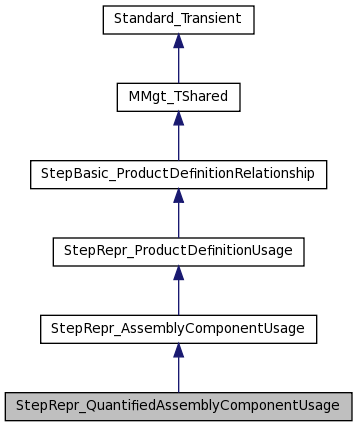 Standard_Transient
MMgt_TShared
StepBasic_ProductDefinitionRelationship
StepRepr_ProductDefinitionUsage
StepRepr_AssemblyComponentUsage
StepRepr_QuantifiedAssemblyComponentUsage